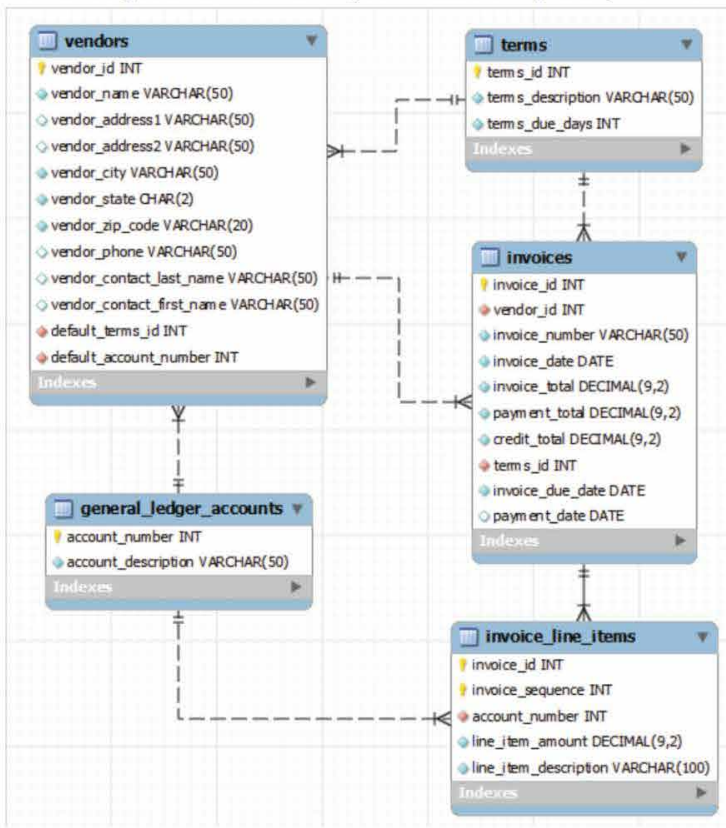 vendors
vendor_id INT
vendor_name VARCHAR(50)
vendor_address1 VARCHAR(50)
vendor_address2 VARCHAR(50)
vendor_city VARCHAR(50)
vendor_state CHAR(2)
vendor_zip_code VARCHAR(20)
vendor_phone VARCHAR(50)
vendor_contact_last_name VARCHAR(50)
vendor_contact_first_name VARCHAR(50)
default_terms_id INT
default_account_number INT
Indexes
terms
terms_id INT
terms_description VARCHAR(50)
terms_due_days INT
Indexes
invoices
invoice_id INT
vendor_id INT
invoice_number VARCHAR(50)
invoice_date DATE
invoice_total DECIMAL(9,2)
payment_total DECIMAL(9,2)
credit_total DECIMAL(9,2)
terms_id INT
invoice_due_date DATE
payment_date DATE
Indexes
general_ledger_accounts
account_number INT
account_description VARCHAR(50)
Indexes
invoice_line_items
invoice_id INT
invoice_sequence INT
account_number INT
line_item_amount DECIMAL(9,2)
line_item_description VARCHAR(100)
Indexes